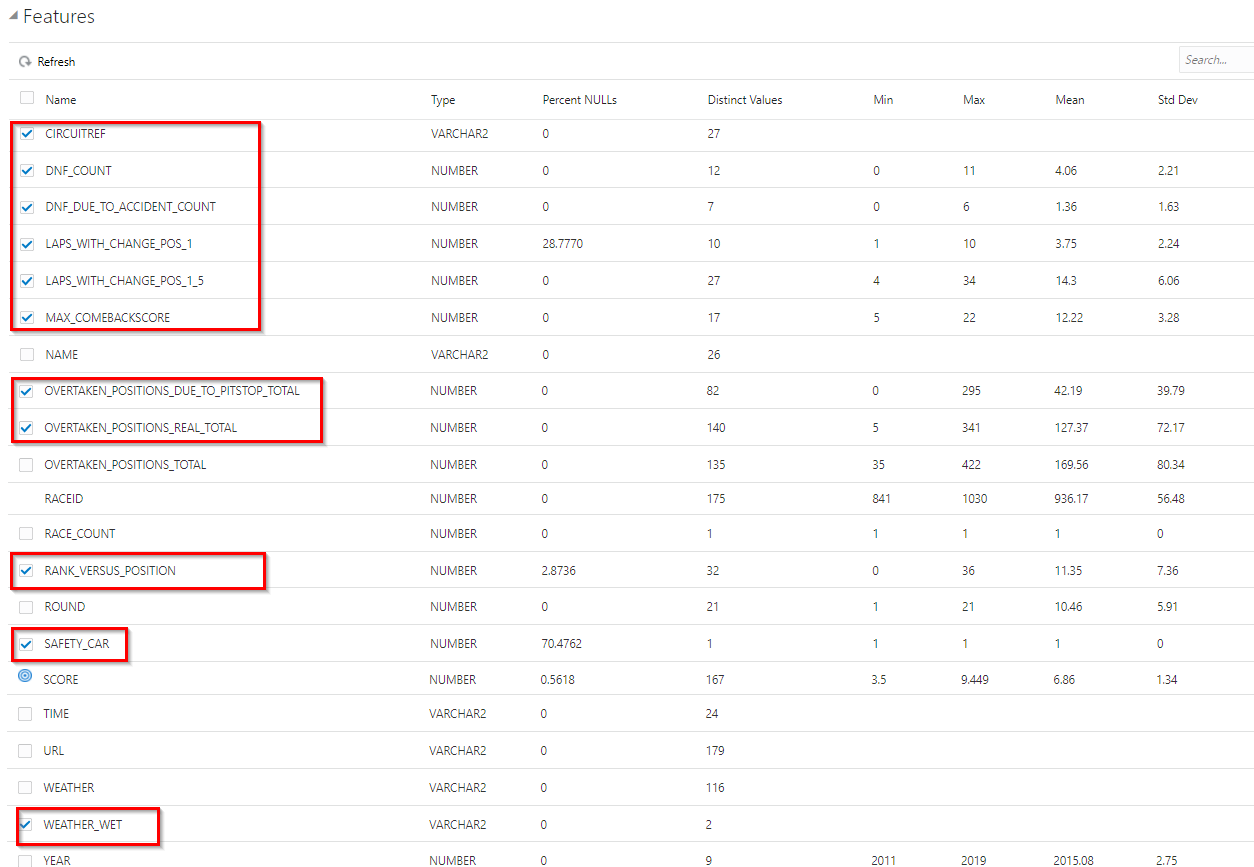 Features
Refresh Search...
Name Type Percent NULLs Distinct Values Min Max Mean Std Dev
CIRCUITREF VARCHAR2 0 27
DNF_COUNT NUMBER 0 12 0 11 4.06 2.21
DNF_DUE_TO_ACCIDENT_COUNT NUMBER 0 7 0 6 1.36 1.63
LAPS_WITH_CHANGE_POS_1 NUMBER 28.7770 10 1 10 3.75 2.24
LAPS_WITH_CHANGE_POS_1_5 NUMBER 0 27 4 34 14.3 6.06
MAX_COMEBACKSCORE NUMBER 0 17 5 22 12.22 3.28
NAME VARCHAR2 0 26
OVERTAKEN_POSITIONS_DUE_TO_PITSTOP_TOTAL NUMBER 0 82 0 295 42.19 39.79
OVERTAKEN_POSITIONS_REAL_TOTAL NUMBER 0 140 5 341 127.37 72.17
OVERTAKEN_POSITIONS_TOTAL NUMBER 0 135 35 422 169.56 80.34
RACEID NUMBER 0 175 841 1030 936.17 56.48
RACE_COUNT NUMBER 0 1 1 1 1 0
RANK_VERSUS_POSITION NUMBER 2.8736 32 0 36 11.35 7.36
ROUND NUMBER 0 21 1 21 10.46 5.91
SAFETY_CAR NUMBER 70.4762 1 1 1 1 0
SCORE NUMBER 0.5618 167 3.5 9.449 6.86 1.34
TIME VARCHAR2 0 24
URL VARCHAR2 0 179
WEATHER VARCHAR2 0 116
WEATHER_WET VARCHAR2 0 2
YEAR NUMBER 0 9 2011 2019 2015.08 2.75